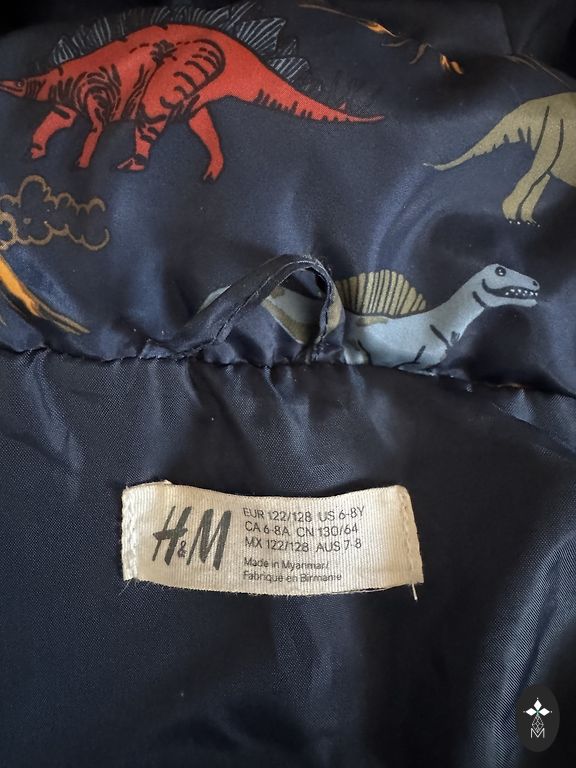 H&M
EUR 122/128 US 6-8Y
CA 6-8A CN 130/64
MX 122/128 AUS 7-8
Made in Myanmar/
Fabriqué en Birmanie
M